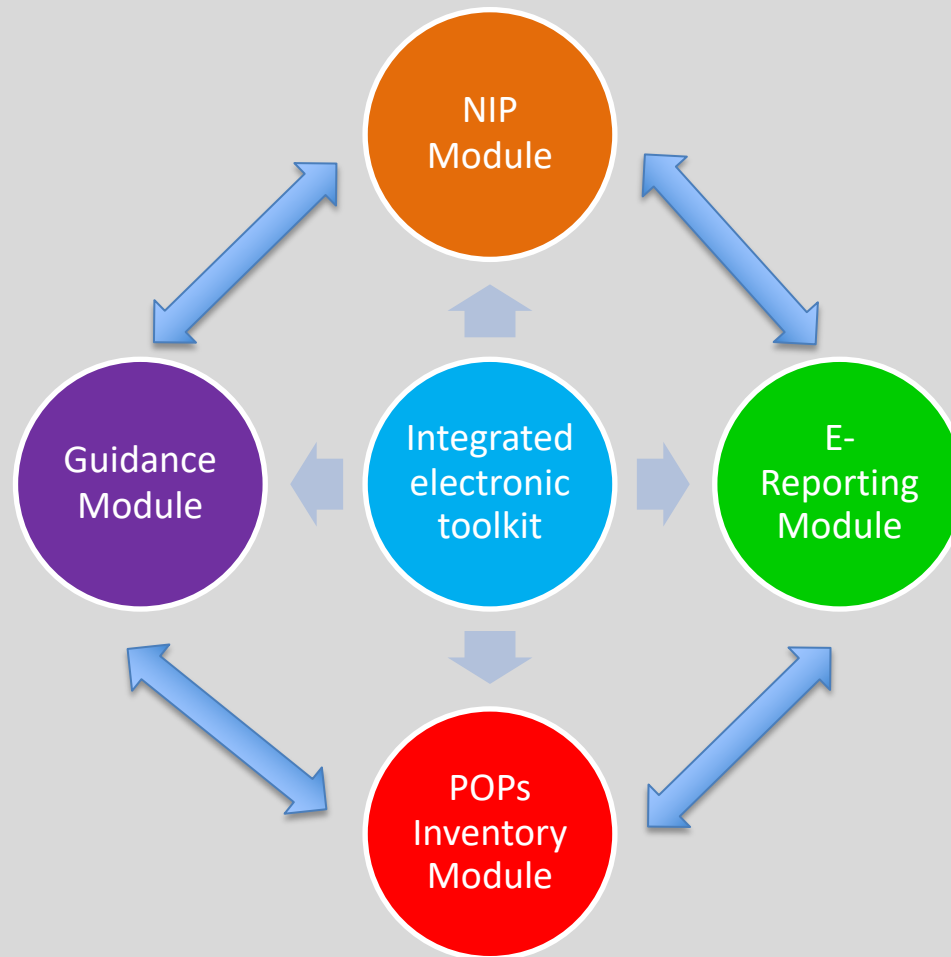 NIP
Module
Guidance
Module
Integrated
electronic
toolkit
E-
Reporting
Module
POPs
Inventory
Module